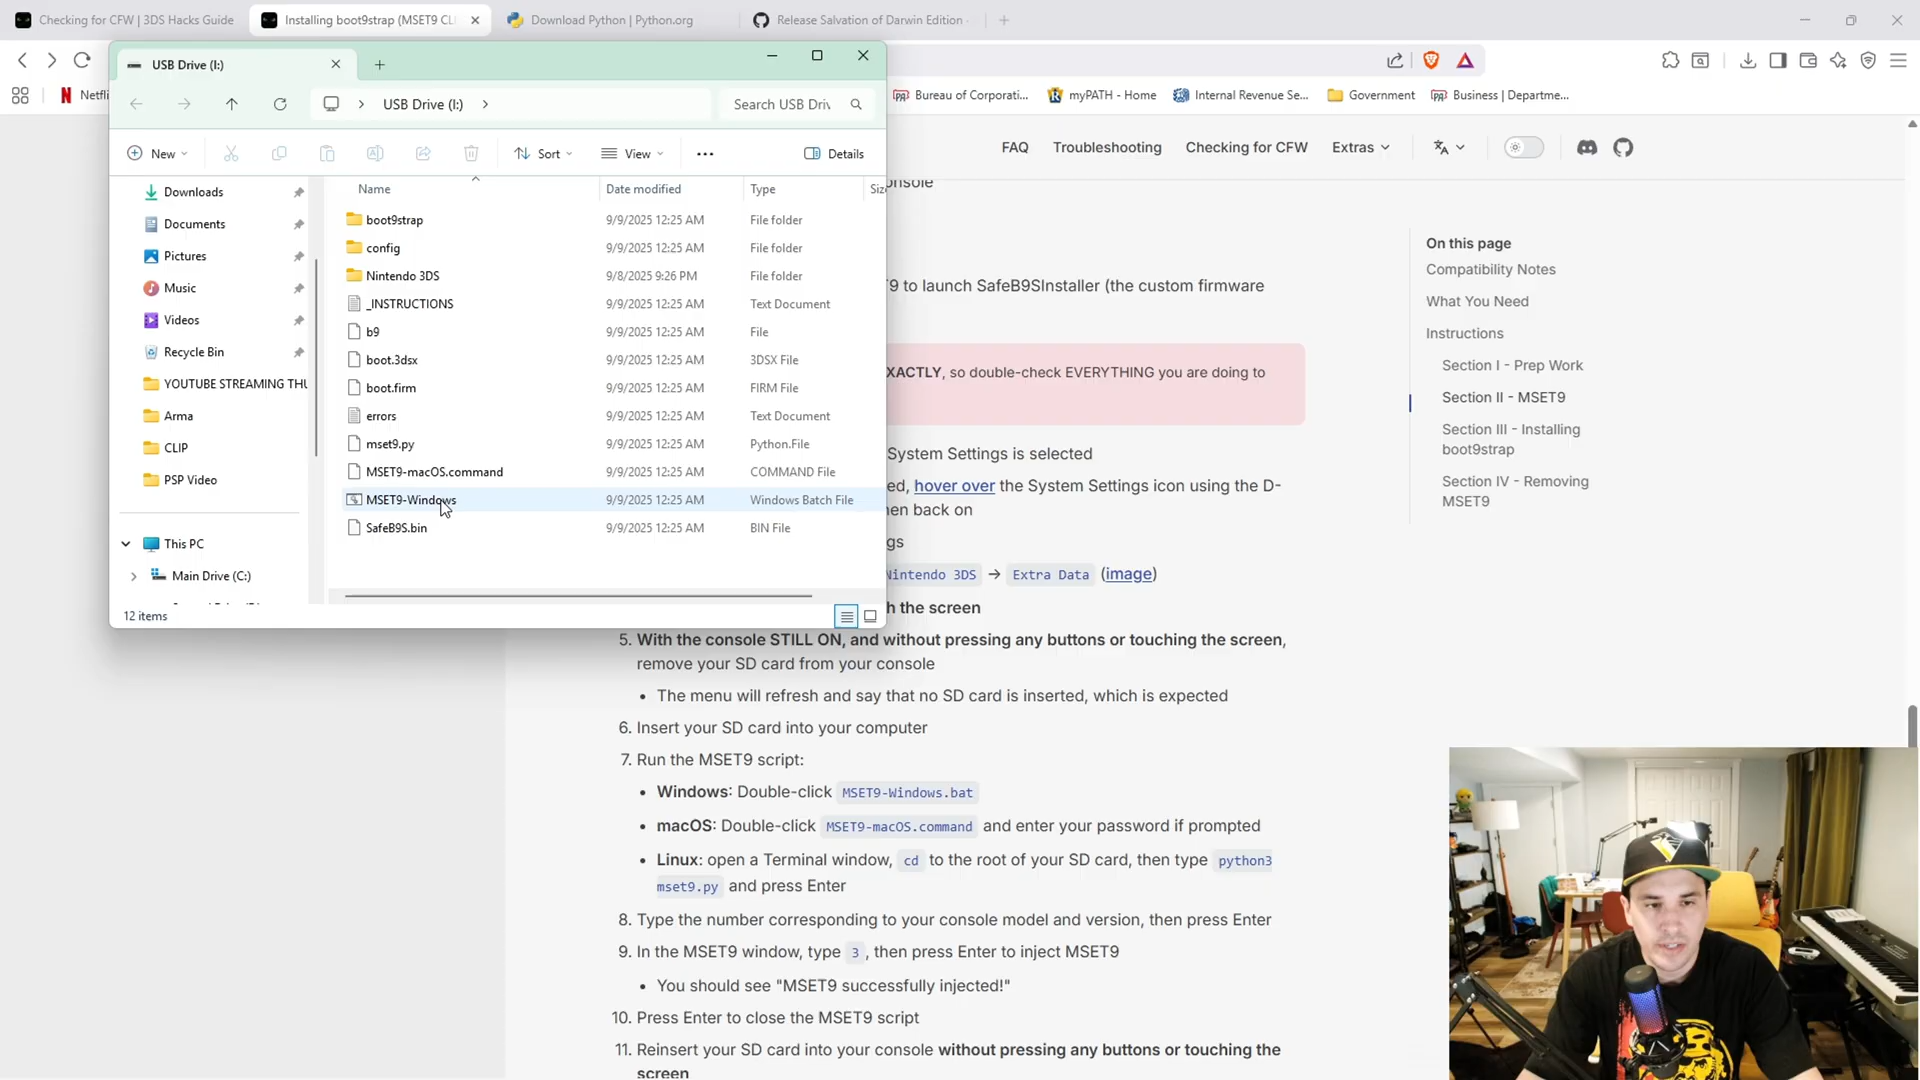 Checking for CFW | 3DS Hacks Guide
Installing boot9strap (MSET9 CL
Download Python | Python.org
Release Salvation of Darwin Edition
USB Drive (I:)
Netfli
Bureau of Corporati...
myPATH - Home
Internal Revenue Se...
Government
Business | Departme...
USB Drive (I:)
Search USB Driv
New
Sort
View
Details
FAQ
Troubleshooting
Checking for CFW
Extras
Name
Date modified
Type
Siz
Downloads
Documents
Pictures
Music
Videos
Recycle Bin
YOUTUBE STREAMING THU
Arma
CLIP
PSP Video
This PC
Main Drive (C:)
boot9strap 9/9/2025 12:25 AM File folder
config 9/9/2025 12:25 AM File folder
Nintendo 3DS 9/8/2025 9:26 PM File folder
_INSTRUCTIONS 9/9/2025 12:25 AM Text Document
b9 9/9/2025 12:25 AM File
boot.3dsx 9/9/2025 12:25 AM 3DSX File
boot.firm 9/9/2025 12:25 AM FIRM File
errors 9/9/2025 12:25 AM Text Document
mset9.py 9/9/2025 12:25 AM Python.File
MSET9-macOS.command 9/9/2025 12:25 AM COMMAND File
MSET9-Windows 9/9/2025 12:25 AM Windows Batch File
SafeB9S.bin 9/9/2025 12:25 AM BIN File
12 items
onsole
'9 to launch SafeB9SInstaller (the custom firmware
XACTLY, so double-check EVERYTHING you are doing to
System Settings is selected
ed, hover over the System Settings icon using the D-
en back on
gs
Nintendo 3DS → Extra Data (image)
h the screen
5. With the console STILL ON, and without pressing any buttons or touching the screen,
remove your SD card from your console
• The menu will refresh and say that no SD card is inserted, which is expected
6. Insert your SD card into your computer
7. Run the MSET9 script:
• Windows: Double-click MSET9-Windows.bat
• macOS: Double-click MSET9-macOS.command and enter your password if prompted
• Linux: open a Terminal window, cd to the root of your SD card, then type python3
mset9.py and press Enter
8. Type the number corresponding to your console model and version, then press Enter
9. In the MSET9 window, type 3, then press Enter to inject MSET9
• You should see "MSET9 successfully injected!"
10. Press Enter to close the MSET9 script
11. Reinsert your SD card into your console without pressing any buttons or touching the
screen
On this page
Compatibility Notes
What You Need
Instructions
Section I - Prep Work
Section II - MSET9
Section III - Installing
boot9strap
Section IV - Removing
MSET9